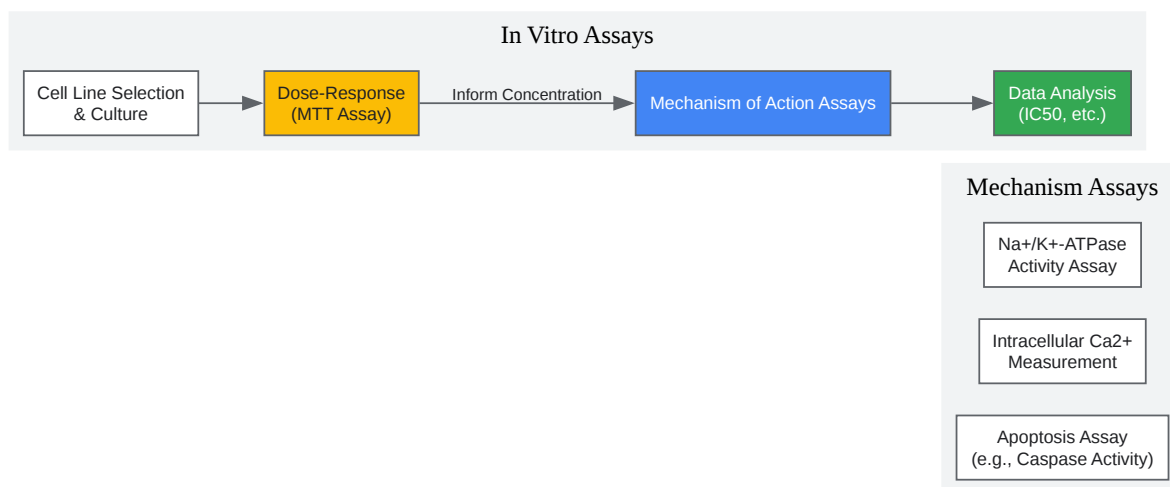 In Vitro Assays
Cell Line Selection
& Culture
Dose-Response
(MTT Assay)
Inform Concentration
Mechanism of Action Assays
Data Analysis
(IC50, etc.)
Mechanism Assays
Na+/K+-ATPase
Activity Assay
Intracellular Ca2+
Measurement
Apoptosis Assay
(e.g., Caspase Activity)